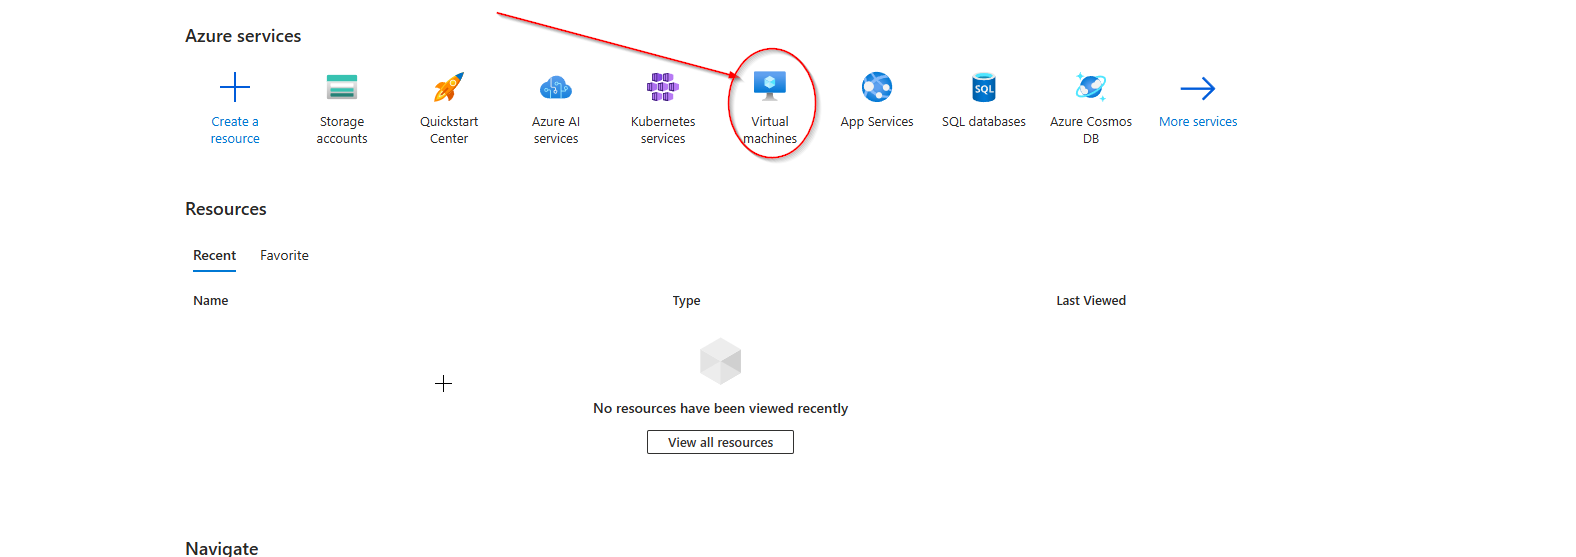 Azure services
Create a
resource
Storage
accounts
Quickstart
Center
Azure AI
services
Kubernetes
services
Virtual
machines
SQL
App Services
SQL databases
Azure Cosmos
DB
More services
Resources
Recent
Favorite
Name
Type
Last Viewed
No resources have been viewed recently
View all resources
Navigate